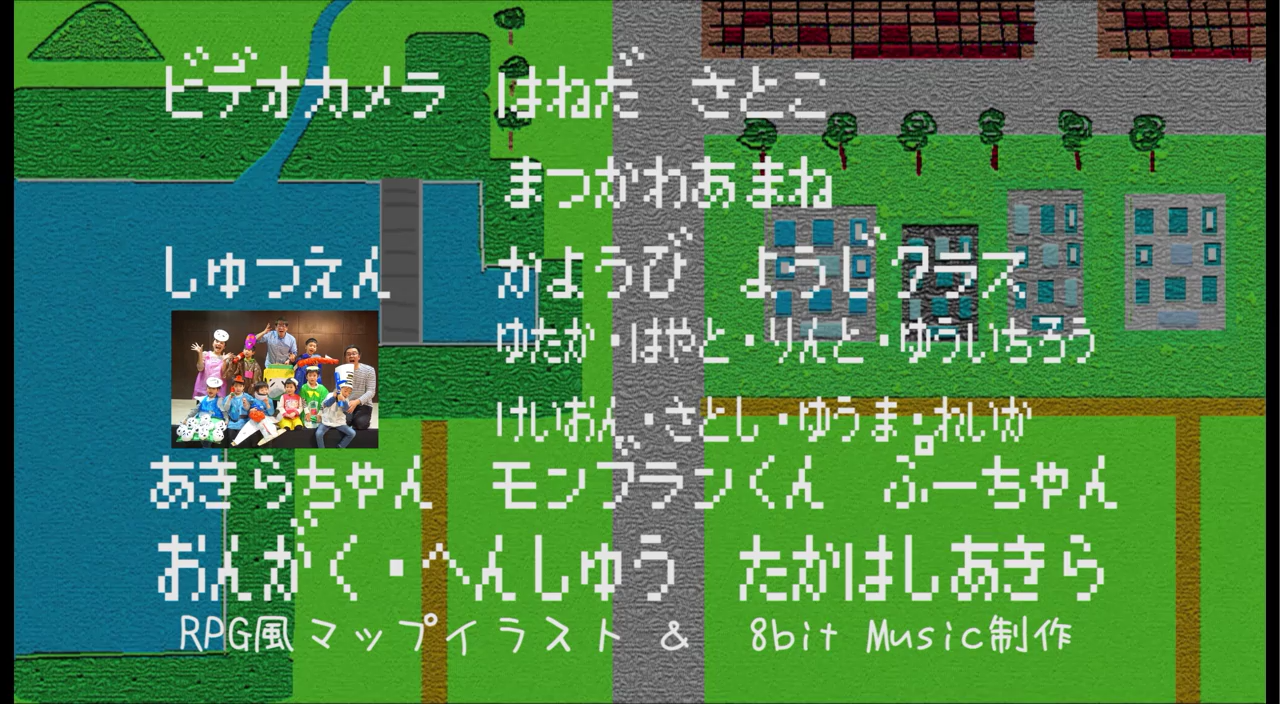 ビデオカメラ　はねだ　さとこ
まつかわあまね
しゅつえん　かようび　ようじクラス
ゆたか・はやと・りんと・ゆういちろう
けいおん・さとし・ゆうま・れいか
あきらちゃん　モンブランくん　ぷーちゃん
おんがく・へんしゅう　たかはしあきら
RPG風マップイラスト ＆ 8bit Music制作